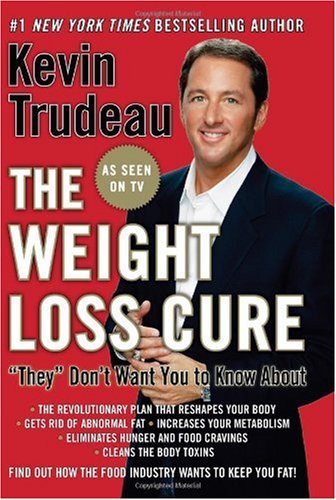 #1 NEW YORK TIMES BESTSELLING AUTHOR
Kevin
Trudeau
AS SEEN
ON TV
THE
WEIGHT
LOSS CURE
"They" Don't Want You to Know About
• THE REVOLUTIONARY PLAN THAT RESHAPES YOUR BODY
• GETS RID OF ABNORMAL FAT • INCREASES YOUR METABOLISM
• ELIMINATES HUNGER AND FOOD CRAVINGS
• CLEANS THE BODY TOXINS
FIND OUT HOW THE FOOD INDUSTRY WANTS TO KEEP YOU FAT!